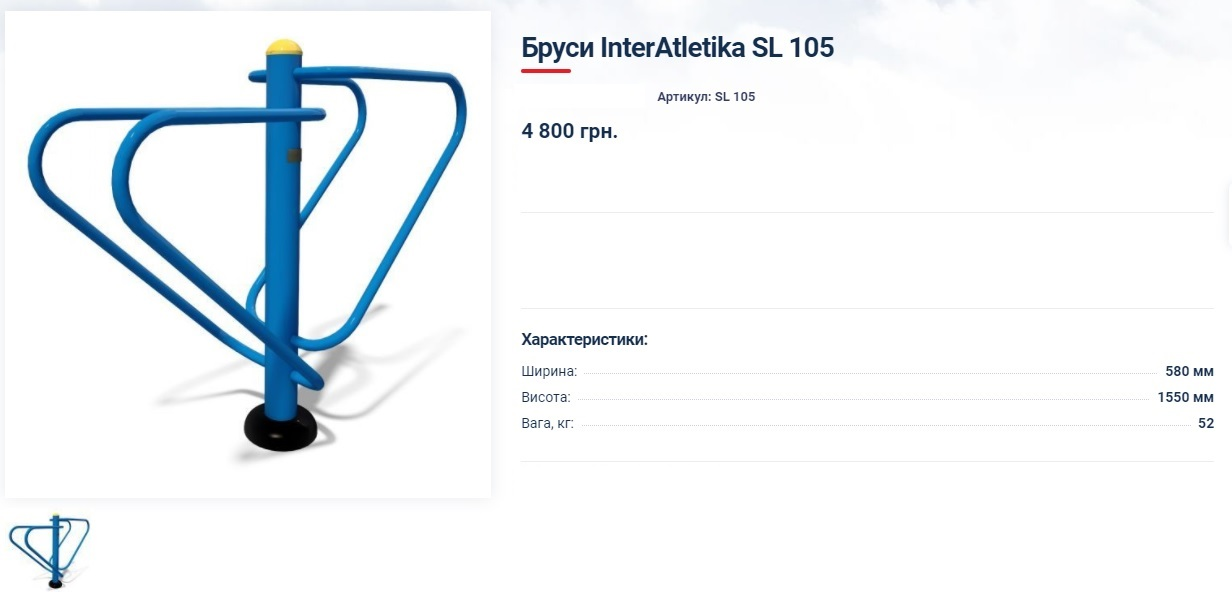 Бруси InterAtletika SL 105
Артикул: SL 105
4 800 грн.
Характеристики:
Ширина: 580 мм
Висота: 1550 мм
Вага, кг: 52